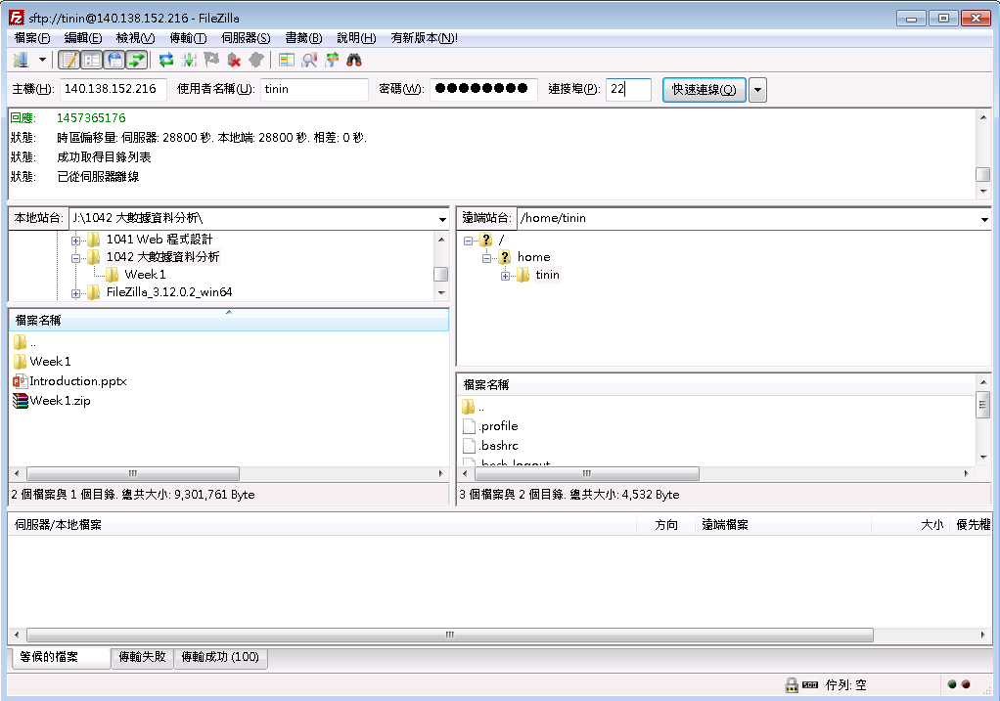 sftp://tinin@140.138.152.216 - FileZilla
檔案(F) 編輯(E) 檢視(V) 傳輸(T) 伺服器(S) 書籤(B) 說明(H) 有新版本(N)!
主機(H): 140.138.152.216 使用者名稱(U): tinin 密碼(W): ●●●●●●●● 連接埠(P): 22 快速連線(Q)
回應: 1457365176
狀態: 時區偏移量: 伺服器: 28800 秒. 本地端: 28800 秒. 相差: 0 秒.
狀態: 成功取得目錄列表
狀態: 已從伺服器離線
本地站台: J:\1042 大數據資料分析\
1041 Web 程式設計
1042 大數據資料分析
Week1
FileZilla_3.12.0.2_win64
檔案名稱
..
Week1
Introduction.pptx
Week1.zip
2 個檔案與 1 個目錄. 總共大小: 9,301,761 Byte
遠端站台: /home/tinin
/
home
tinin
檔案名稱
..
.profile
.bashrc
.bash_logout
3 個檔案與 2 個目錄. 總共大小: 4,532 Byte
伺服器/本地檔案 方向 遠端檔案 大小 優先權
等候的檔案 傳輸失敗 傳輸成功 (100)
佇列: 空